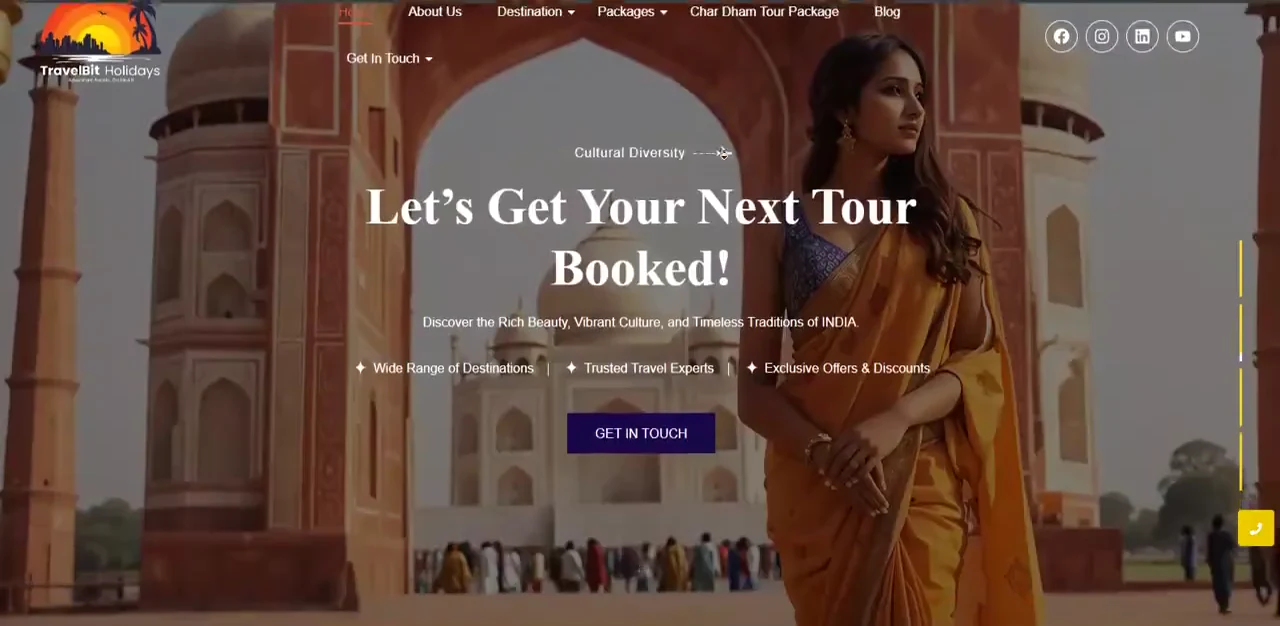 TravelBit Holidays
Home
About Us
Destination
Packages
Char Dham Tour Package
Blog
Get In Touch
Cultural Diversity
Let’s Get Your Next Tour
Booked!
Discover the Rich Beauty, Vibrant Culture, and Timeless Traditions of INDIA.
✦ Wide Range of Destinations | ✦ Trusted Travel Experts | ✦ Exclusive Offers & Discounts
GET IN TOUCH